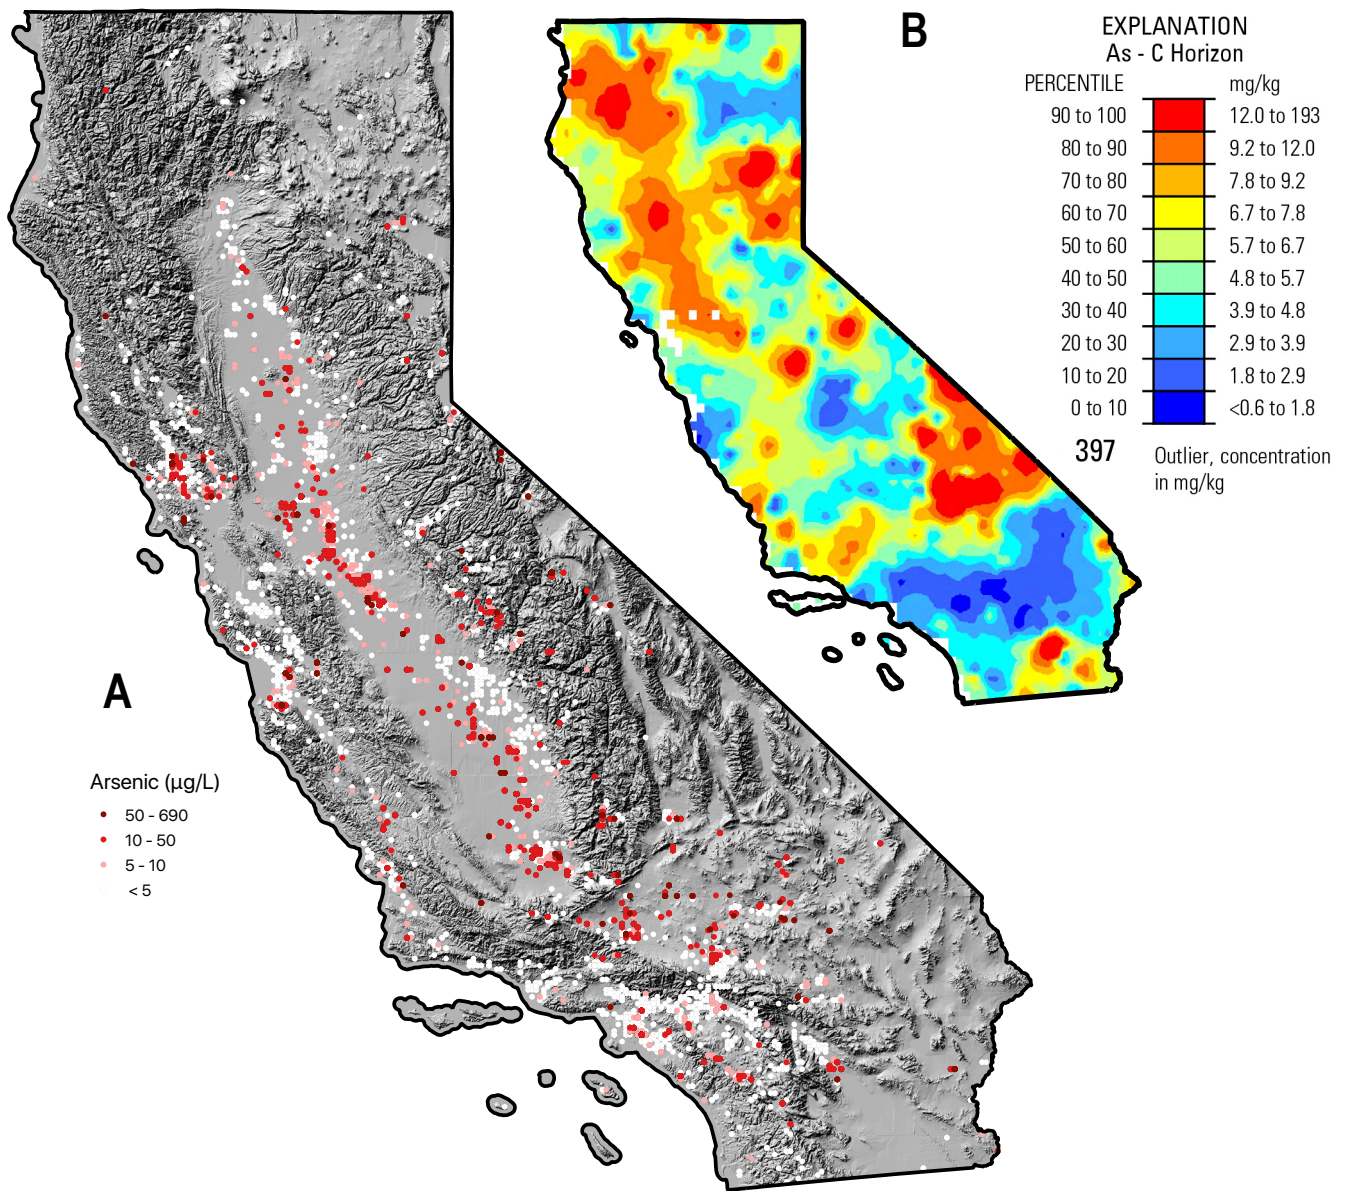 B
EXPLANATION
As - C Horizon
PERCENTILE mg/kg
90 to 100 12.0 to 193
80 to 90 9.2 to 12.0
70 to 80 7.8 to 9.2
60 to 70 6.7 to 7.8
50 to 60 5.7 to 6.7
40 to 50 4.8 to 5.7
30 to 40 3.9 to 4.8
20 to 30 2.9 to 3.9
10 to 20 1.8 to 2.9
0 to 10 <0.6 to 1.8
397 Outlier, concentration
in mg/kg
A
Arsenic (µg/L)
50 - 690
10 - 50
5 - 10
< 5